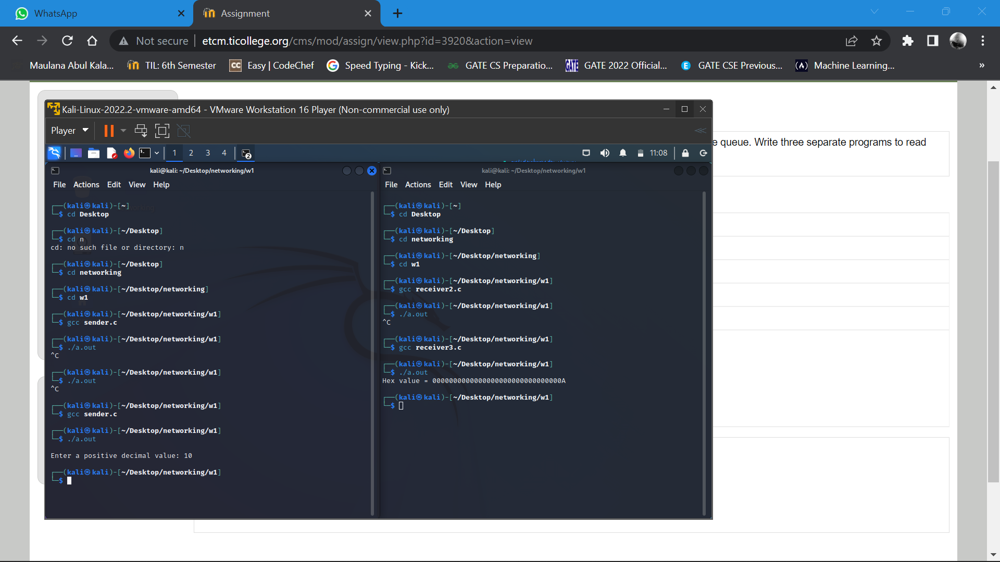 WhatsApp
Assignment
Not secure
etcm.ticollege.org/cms/mod/assign/view.php?id=3920&action=view
Maulana Abul Kala...
TIL: 6th Semester
CC
Easy | CodeChef
Speed Typing - Kick...
GATE CS Preparatio...
GATE
GATE 2022 Official...
E
GATE CSE Previous...
Machine Learning...
»
Kali-Linux-2022.2-vmware-amd64 - VMware Workstation 16 Player (Non-commercial use only)
Player
e queue. Write three separate programs to read
1 2 3 4
2
11:08
kali@kali: ~/Desktop/networking/w1
File Actions Edit View Help
┌──(kali㉿kali)-[~]
└─$ cd Desktop
┌──(kali㉿kali)-[~/Desktop]
└─$ cd n
cd: no such file or directory: n
┌──(kali㉿kali)-[~/Desktop]
└─$ cd networking
┌──(kali㉿kali)-[~/Desktop/networking]
└─$ cd w1
┌──(kali㉿kali)-[~/Desktop/networking/w1]
└─$ gcc sender.c
┌──(kali㉿kali)-[~/Desktop/networking/w1]
└─$ ./a.out
^C
┌──(kali㉿kali)-[~/Desktop/networking/w1]
└─$ ./a.out
^C
┌──(kali㉿kali)-[~/Desktop/networking/w1]
└─$ gcc sender.c
┌──(kali㉿kali)-[~/Desktop/networking/w1]
└─$ ./a.out
Enter a positive decimal value: 10
┌──(kali㉿kali)-[~/Desktop/networking/w1]
└─$
kali@kali: ~/Desktop/networking/w1
File Actions Edit View Help
┌──(kali㉿kali)-[~]
└─$ cd Desktop
┌──(kali㉿kali)-[~/Desktop]
└─$ cd networking
┌──(kali㉿kali)-[~/Desktop/networking]
└─$ cd w1
┌──(kali㉿kali)-[~/Desktop/networking/w1]
└─$ gcc receiver2.c
┌──(kali㉿kali)-[~/Desktop/networking/w1]
└─$ ./a.out
^C
┌──(kali㉿kali)-[~/Desktop/networking/w1]
└─$ gcc receiver3.c
┌──(kali㉿kali)-[~/Desktop/networking/w1]
└─$ ./a.out
Hex value = 0000000000000000000000000000000A
┌──(kali㉿kali)-[~/Desktop/networking/w1]
└─$